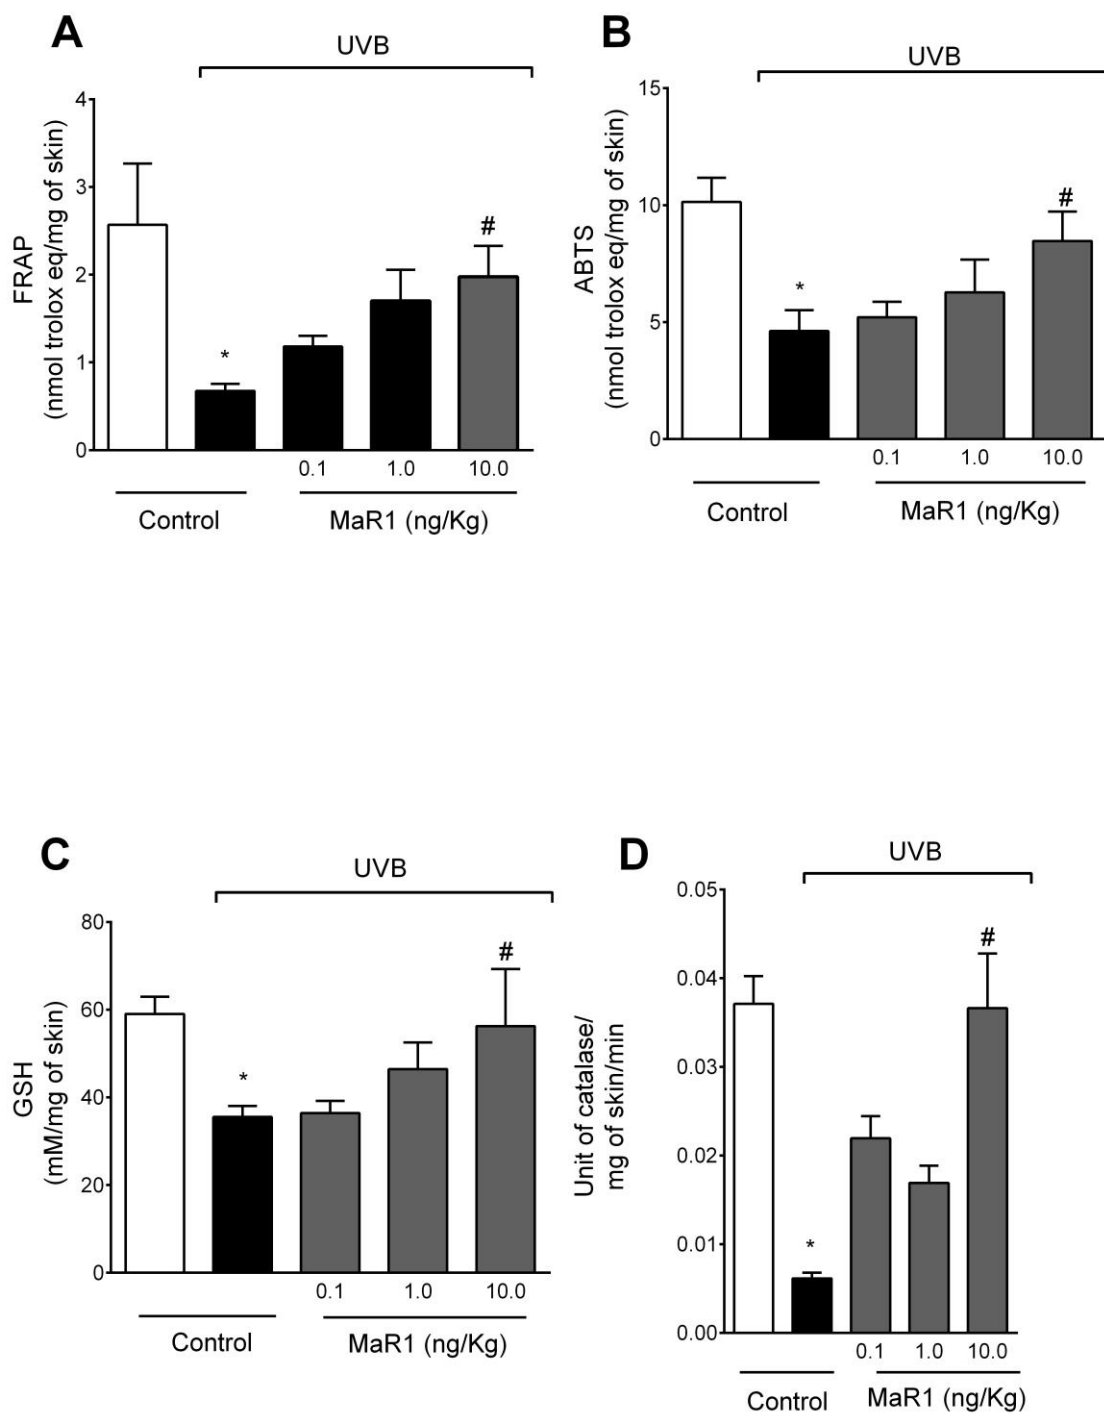 A
UVB
4
3
2
1
0
FRAP
(nmol trolox eq/mg of skin)
*
#
0.1 1.0 10.0
Control MaR1 (ng/Kg)
B
UVB
15
10
5
0
ABTS
(nmol trolox eq/mg of skin)
*
#
0.1 1.0 10.0
Control MaR1 (ng/Kg)
C
UVB
80
60
40
20
0
GSH
(mM/mg of skin)
*
#
0.1 1.0 10.0
Control MaR1 (ng/Kg)
D
UVB
0.05
0.04
0.03
0.02
0.01
0.00
Unit of catalase/
mg of skin/min
*
#
0.1 1.0 10.0
Control MaR1 (ng/Kg)